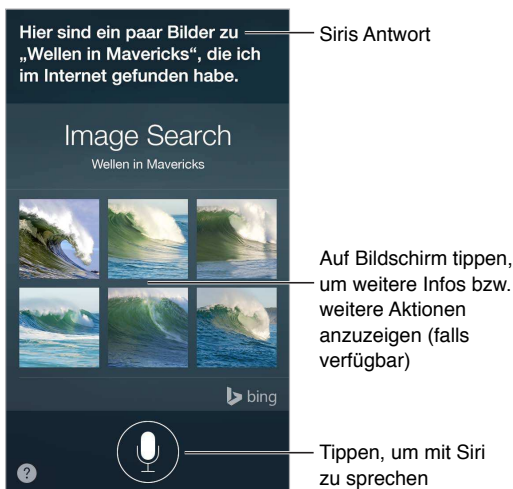 Hier sind ein paar Bilder zu
„Wellen in Mavericks“, die ich
im Internet gefunden habe.
Siris Antwort
Image Search
Wellen in Mavericks
Auf Bildschirm tippen,
um weitere Infos bzw.
weitere Aktionen
anzuzeigen (falls
verfügbar)
bing
?
Tippen, um mit Siri
zu sprechen